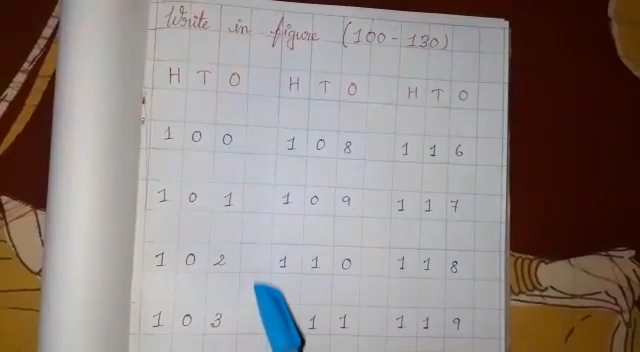 Write in figure (100-130)
H T O H T O H T O
1 0 0 1 0 8 1 1 6
1 0 1 1 0 9 1 1 7
1 0 2 1 1 0 1 1 8
1 0 3 1 1 1 1 9